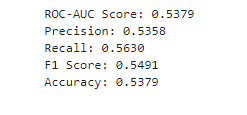 ROC-AUC Score: 0.5379
Precision: 0.5358
Recall: 0.5630
F1 Score: 0.5491
Accuracy: 0.5379